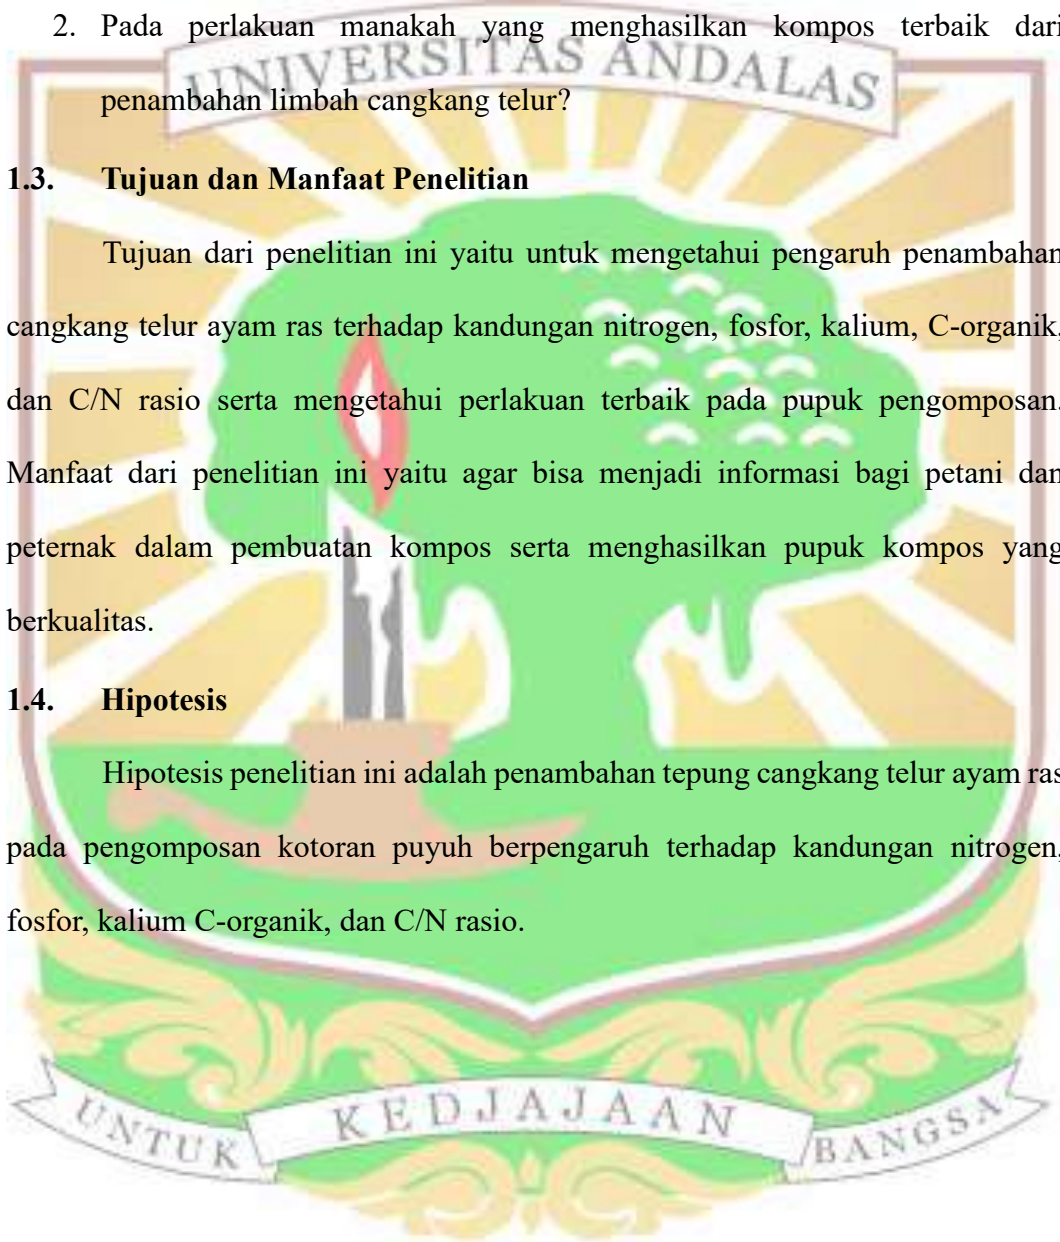 2. Pada perlakuan manakah yang menghasilkan kompos terbaik dari
UNIVERSITAS ANDALAS
penambahan limbah cangkang telur?
1.3. Tujuan dan Manfaat Penelitian
Tujuan dari penelitian ini yaitu untuk mengetahui pengaruh penambahan
cangkang telur ayam ras terhadap kandungan nitrogen, fosfor, kalium, C-organik,
dan C/N rasio serta mengetahui perlakuan terbaik pada pupuk pengomposan.
Manfaat dari penelitian ini yaitu agar bisa menjadi informasi bagi petani dan
peternak dalam pembuatan kompos serta menghasilkan pupuk kompos yang
berkualitas.
1.4. Hipotesis
Hipotesis penelitian ini adalah penambahan tepung cangkang telur ayam ras
pada pengomposan kotoran puyuh berpengaruh terhadap kandungan nitrogen,
fosfor, kalium C-organik, dan C/N rasio.
UNTUK KEDJAJAAN BANGSA